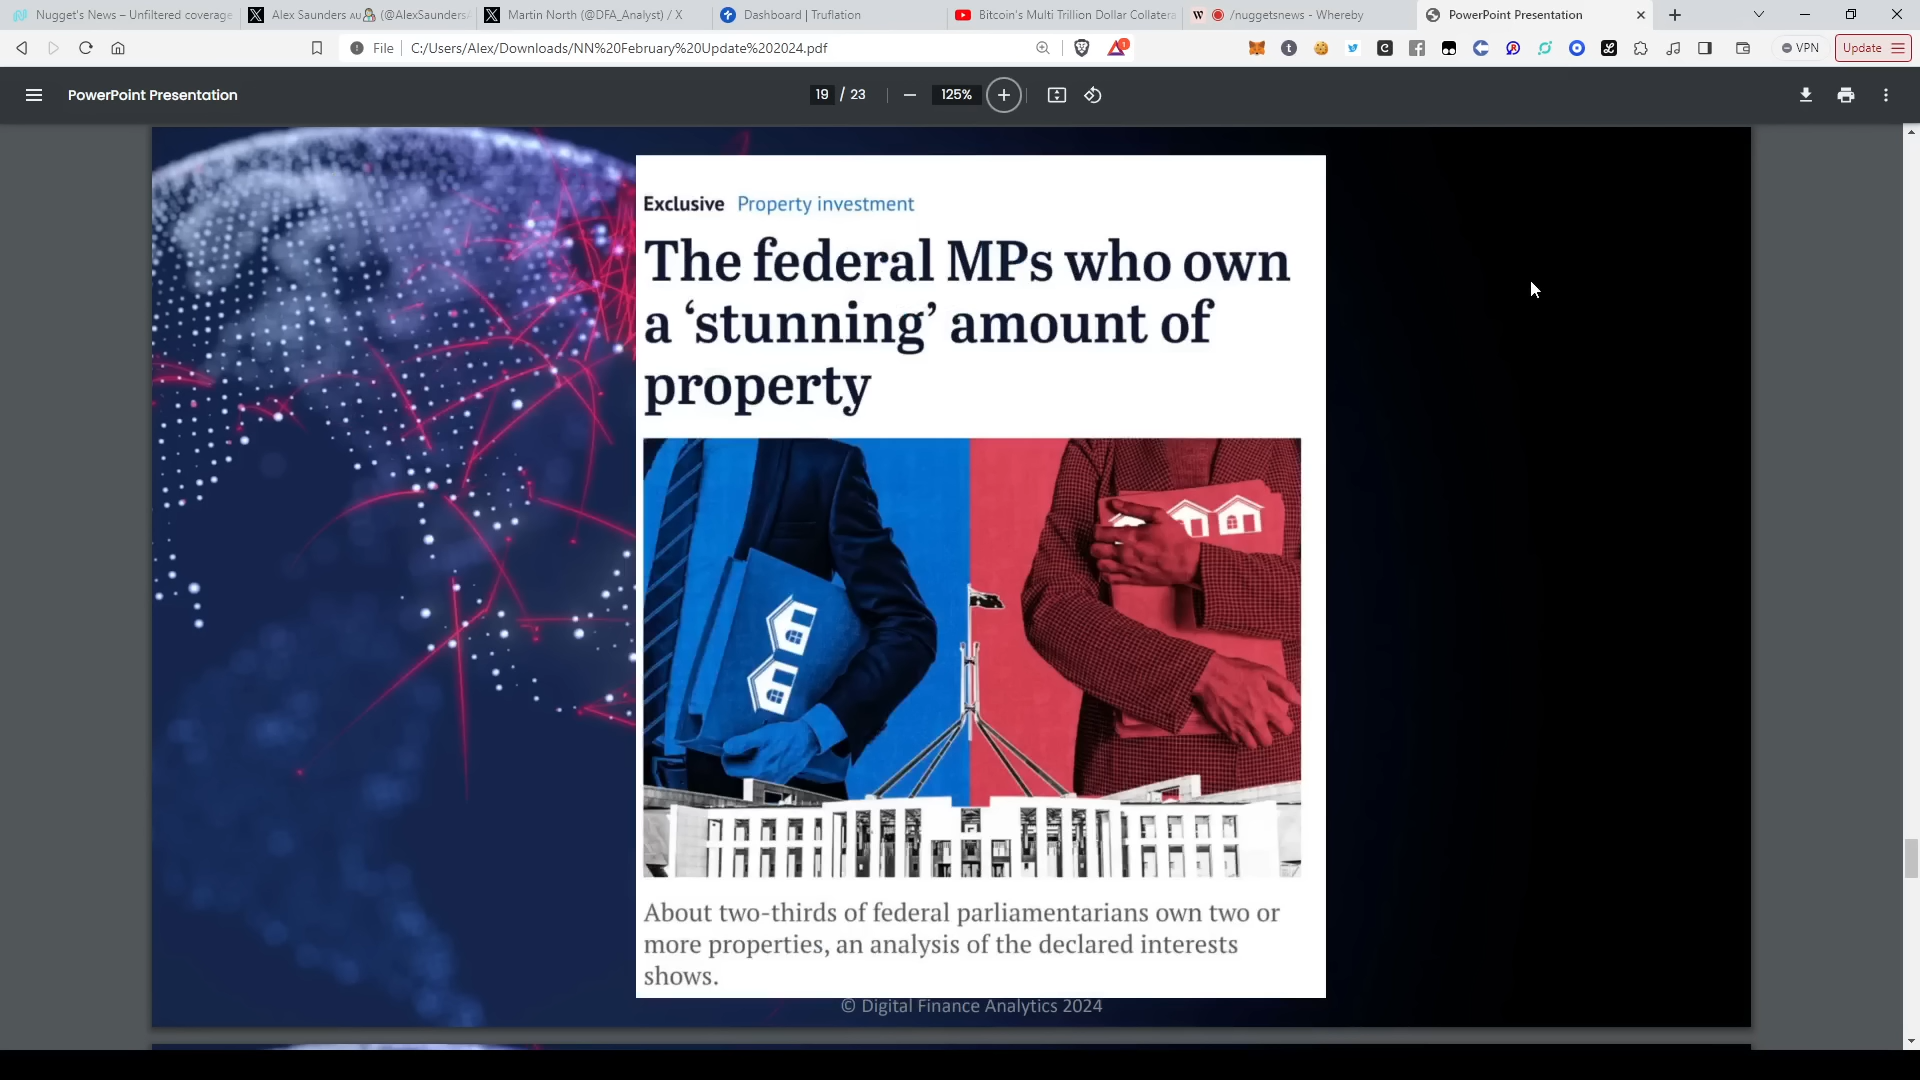 Nugget's News – Unfiltered coverage
Alex Saunders AU (@AlexSaunders
Martin North (@DFA_Analyst) / X
Dashboard | Truflation
Bitcoin's Multi Trillion Dollar Collatera
/nuggetsnews - Whereby
PowerPoint Presentation
File
C:/Users/Alex/Downloads/NN%20February%20Update%202024.pdf
1
VPN
Update
PowerPoint Presentation
19 / 23
125%
Exclusive Property investment
The federal MPs who own
a ‘stunning’ amount of
property
About two-thirds of federal parliamentarians own two or
more properties, an analysis of the declared interests
shows.
© Digital Finance Analytics 2024